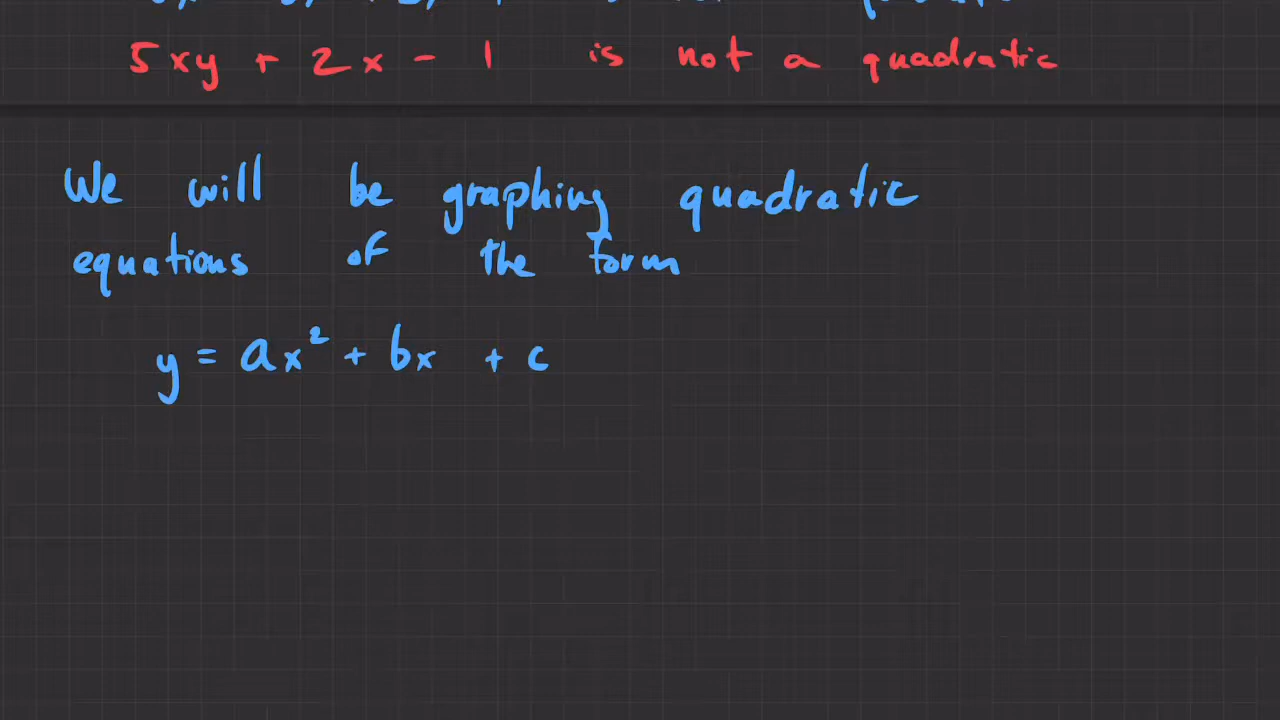 5xy + 2x - 1 is not a quadratic
We will be graphing quadratic
equations of the form
y = ax² + bx + c